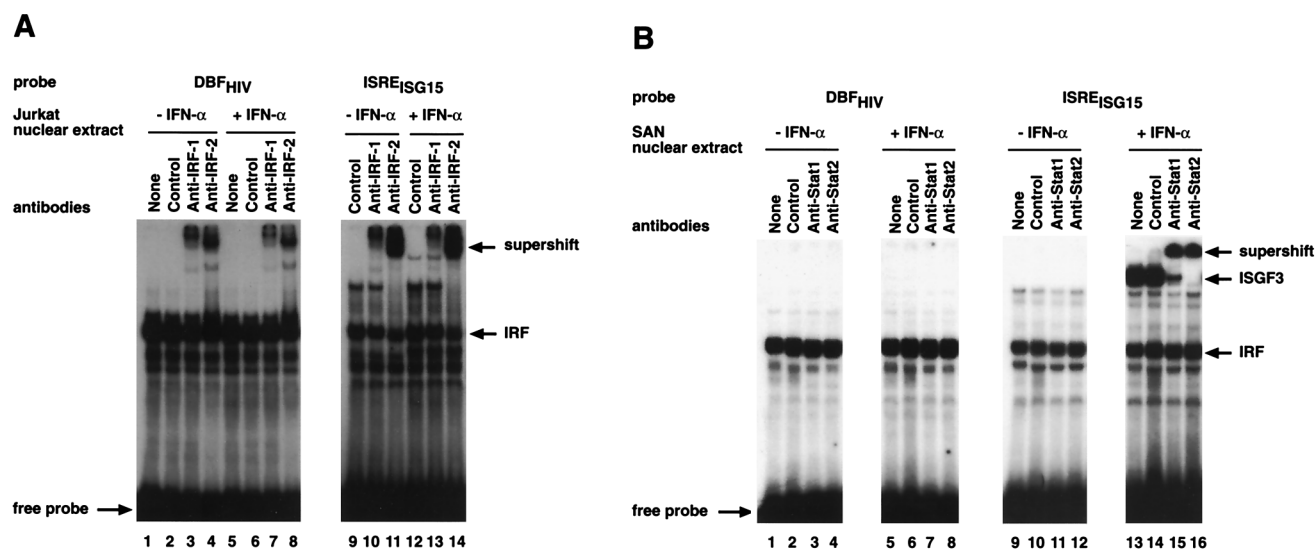 A
probe DBFHIV ISREISG15
Jurkat nuclear extract - IFN-α + IFN-α - IFN-α + IFN-α
antibodies None Control Anti-IRF-1 Anti-IRF-2 None Control Anti-IRF-1 Anti-IRF-2 Control Anti-IRF-1 Anti-IRF-2 Control Anti-IRF-1 Anti-IRF-2
supershift
IRF
free probe
1 2 3 4 5 6 7 8 9 10 11 12 13 14
B
probe DBFHIV ISREISG15
SAN nuclear extract - IFN-α + IFN-α - IFN-α + IFN-α
antibodies None Control Anti-Stat1 Anti-Stat2 None Control Anti-Stat1 Anti-Stat2 None Control Anti-Stat1 Anti-Stat2 None Control Anti-Stat1 Anti-Stat2
supershift
ISGF3
IRF
free probe
1 2 3 4 5 6 7 8 9 10 11 12 13 14 15 16